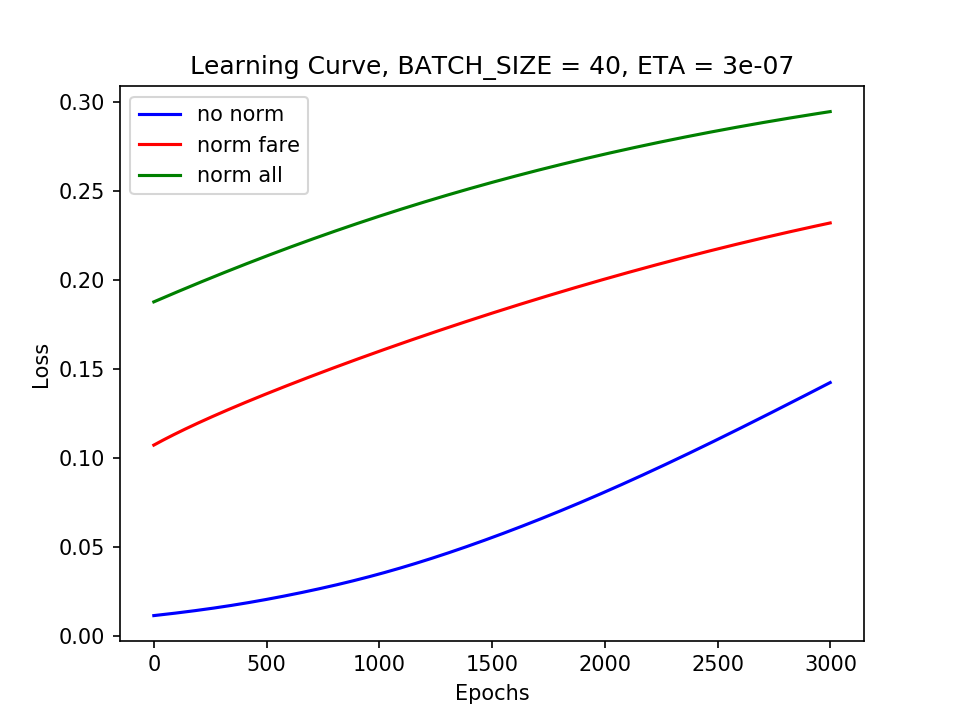 Learning Curve, BATCH_SIZE = 40, ETA = 3e-07
no norm
norm fare
norm all
Loss
0.30
0.25
0.20
0.15
0.10
0.05
0.00
0 500 1000 1500 2000 2500 3000
Epochs